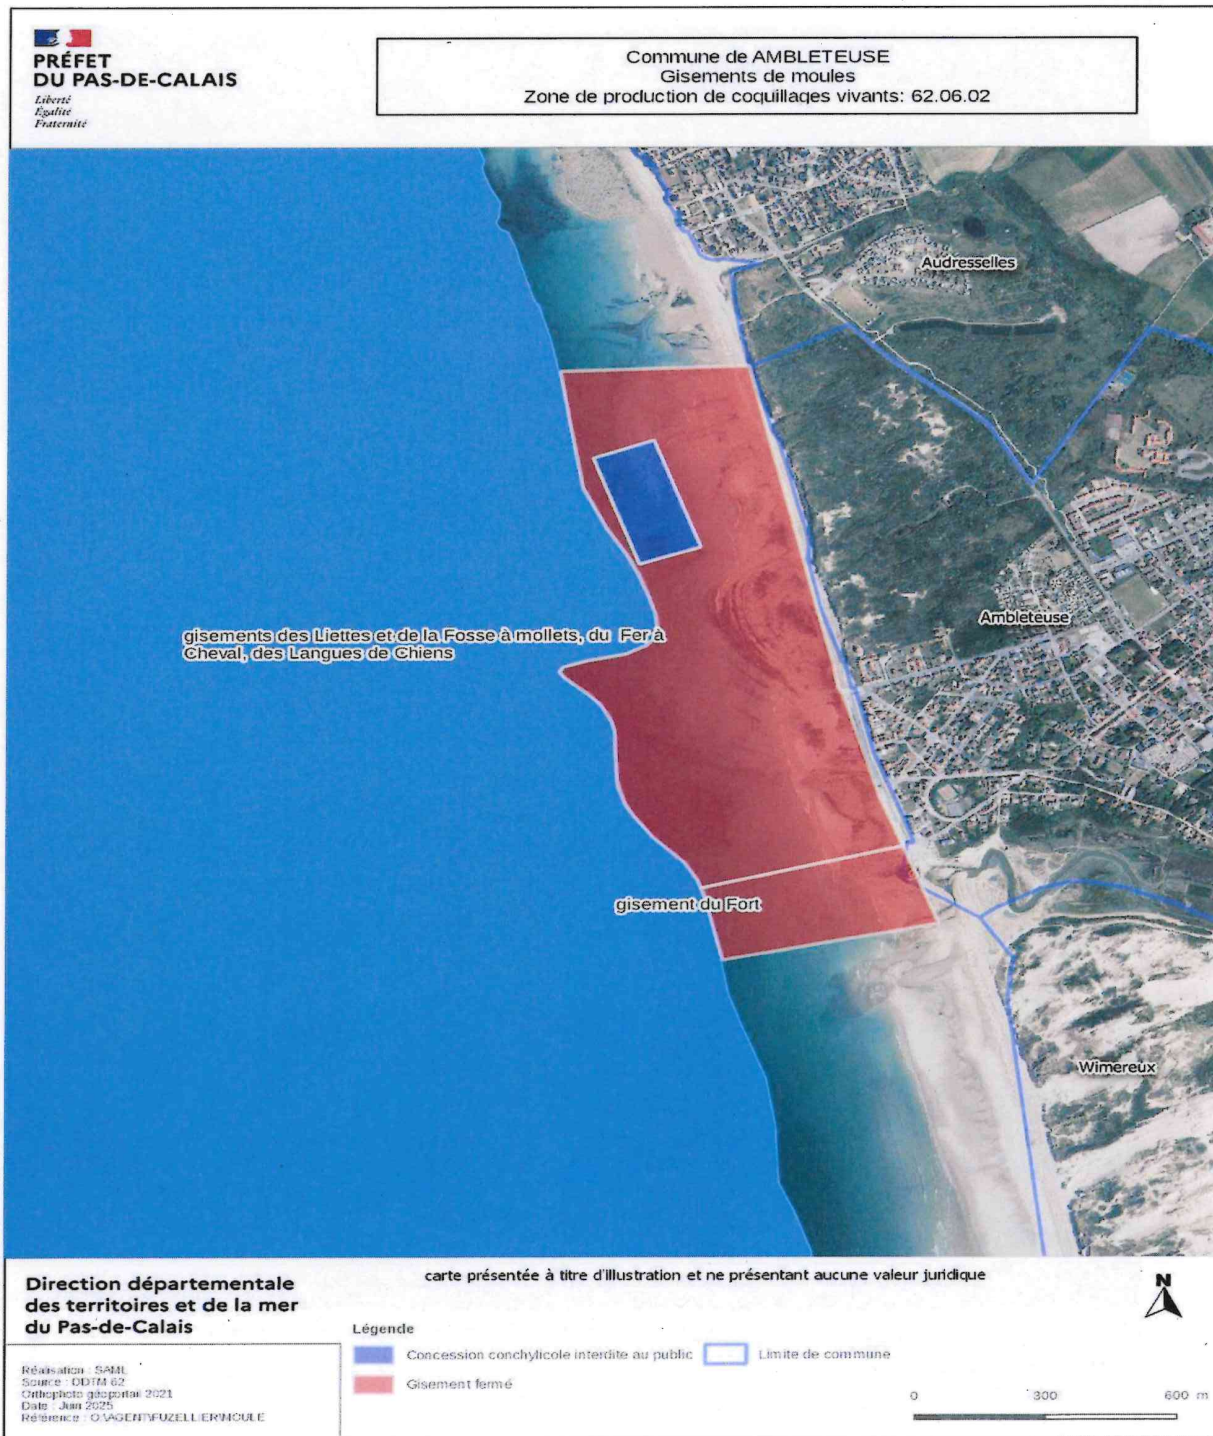 PRÉFET
DU PAS-DE-CALAIS
Liberté
Égalité
Fraternité
Commune de AMBLETEUSE
Gisements de moules
Zone de production de coquillages vivants: 62.06.02
Audresselles
Ambleteuse
gisements des Liettes et de la Fosse à mollets, du Fer à
Cheval, des Langues de Chiens
gisement du Fort
Wimereux
Direction départementale
des territoires et de la mer
du Pas-de-Calais
carte présentée à titre d'illustration et ne présentant aucune valeur juridique
N
Légende
Concession conchylicole interdite au public
Limite de commune
Gisement fermé
Réalisation : SAML
Source : DDTM 62
Orthophoto géoportail 2021
Date : Juin 2025
Référence : O:\AGENT\FUZELLIER\MOULE
0 300 600 m